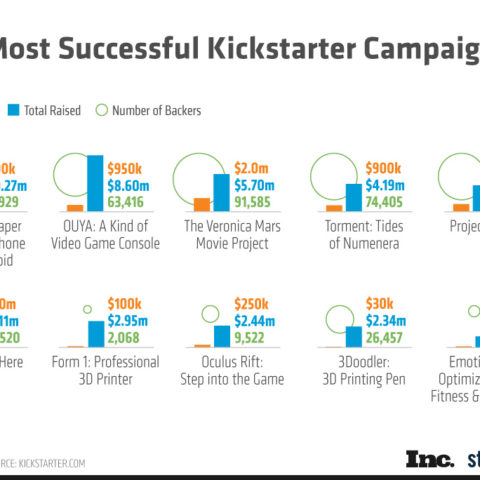 Most Successful Kickstarter Campaig
Total Raised
Number of Backers
0k
.27m
929
$950k
$8.60m
63,416
$2.0m
$5.70m
91,585
$900k
$4.19m
74,405
aper
hone
oid
OUYA: A Kind of
Video Game Console
The Veronica Mars
Movie Project
Torment: Tides
of Numenera
Projec
0m
11m
520
$100k
$2.95m
2,068
$250k
$2.44m
9,522
$30k
$2.34m
26,457
Here
Form 1: Professional
3D Printer
Oculus Rift:
Step into the Game
3Doodler:
3D Printing Pen
Emoti
Optimiz
Fitness &
RCE: KICKSTARTER.COM
Inc.
st